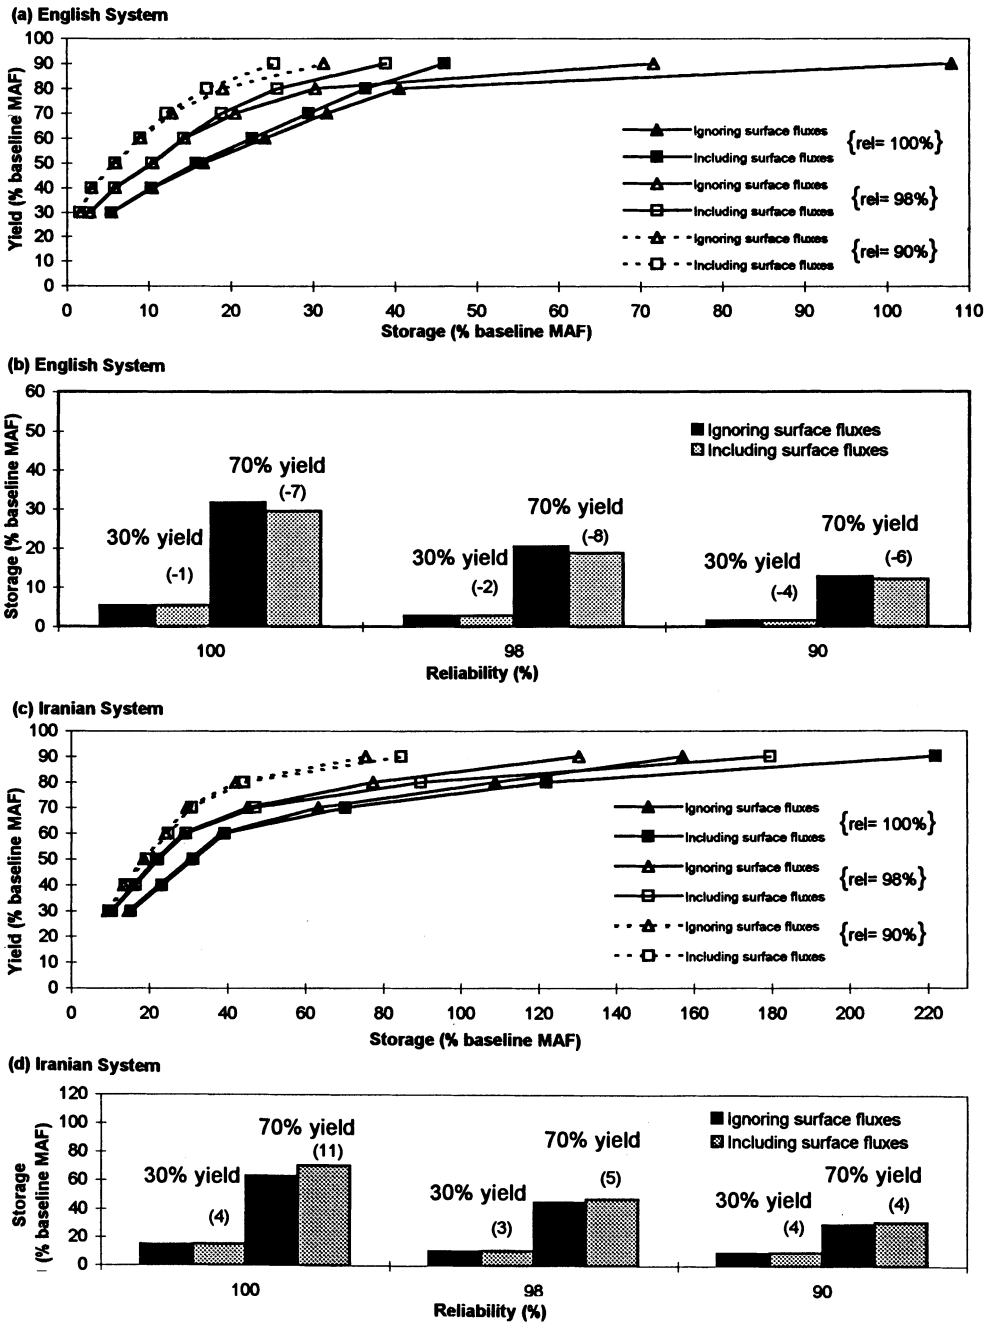 (a) English System
Yield (% baseline MAF)
100
90
80
70
60
50
40
30
20
10
0
Ignoring surface fluxes
Including surface fluxes
{rel= 100%}
Ignoring surface fluxes
Including surface fluxes
{rel= 98%}
Ignoring surface fluxes
Including surface fluxes
{rel= 90%}
0 10 20 30 40 50 60 70 80 90 100 110
Storage (% baseline MAF)
(b) English System
Storage (% baseline MAF)
60
50
40
30
20
10
0
Ignoring surface fluxes
Including surface fluxes
30% yield
(-1)
70% yield
(-7)
30% yield
(-2)
70% yield
(-8)
30% yield
(-4)
70% yield
(-6)
100 98 90
Reliability (%)
(c) Iranian System
Yield (% baseline MAF)
100
90
80
70
60
50
40
30
20
10
0
Ignoring surface fluxes
Including surface fluxes
{rel= 100%}
Ignoring surface fluxes
Including surface fluxes
{rel= 98%}
Ignoring surface fluxes
Including surface fluxes
{rel= 90%}
0 20 40 60 80 100 120 140 160 180 200 220
Storage (% baseline MAF)
(d) Iranian System
Storage
(% baseline MAF)
120
100
80
60
40
20
0
Ignoring surface fluxes
Including surface fluxes
30% yield
(4)
70% yield
(11)
30% yield
(3)
70% yield
(5)
30% yield
(4)
70% yield
(4)
100 98 90
Reliability (%)